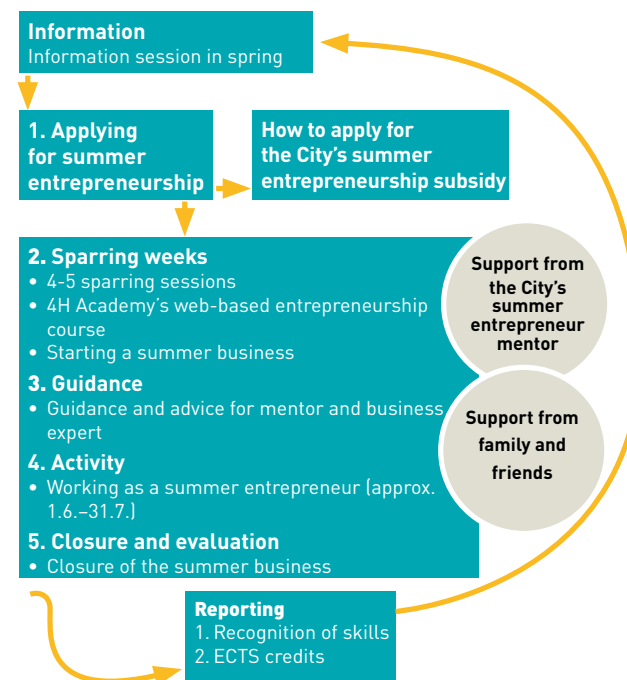 Information
Information session in spring
1. Applying
for summer
entrepreneurship
How to apply for
the City's summer
entrepreneurship subsidy
2. Sparring weeks
• 4-5 sparring sessions
• 4H Academy's web-based entrepreneurship
course
• Starting a summer business
3. Guidance
• Guidance and advice for mentor and business
expert
4. Activity
• Working as a summer entrepreneur (approx.
1.6.–31.7.)
5. Closure and evaluation
• Closure of the summer business
Support from
the City's
summer
entrepreneur
mentor
Support from
family and
friends
Reporting
1. Recognition of skills
2. ECTS credits